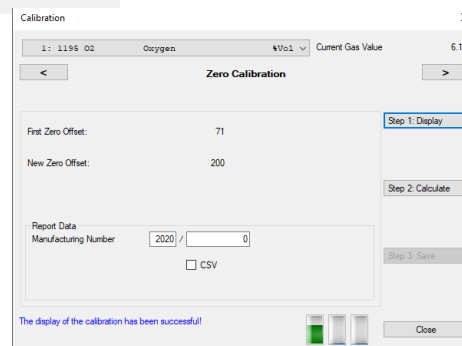 Calibration
1: 1195 O2 Oxygen %Vol Current Gas Value 6.1
< Zero Calibration >
Step 1: Display
First Zero Offset: 71
New Zero Offset: 200
Step 2: Calculate
Report Data
Manufacturing Number 2020 / 0
CSV
Step 3: Save
The display of the calibration has been successful!
Close